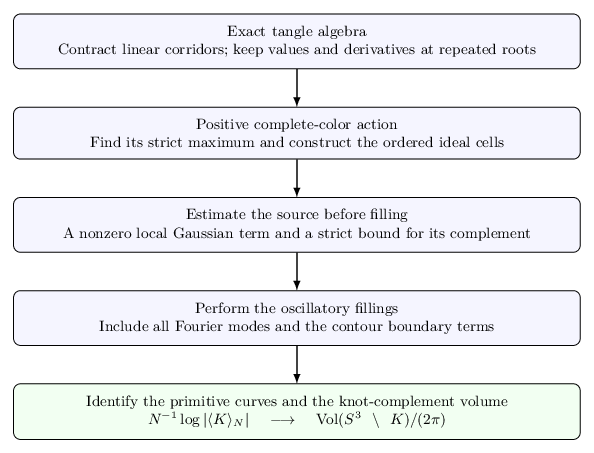 Exact tangle algebra
Contract linear corridors; keep values and derivatives at repeated roots
Positive complete-color action
Find its strict maximum and construct the ordered ideal cells
Estimate the source before filling
A nonzero local Gaussian term and a strict bound for its complement
Perform the oscillatory fillings
Include all Fourier modes and the contour boundary terms
Identify the primitive curves and the knot-complement volume
N⁻¹ log |⟨K⟩_N| ⟶ Vol(S³ \ K)/(2π)